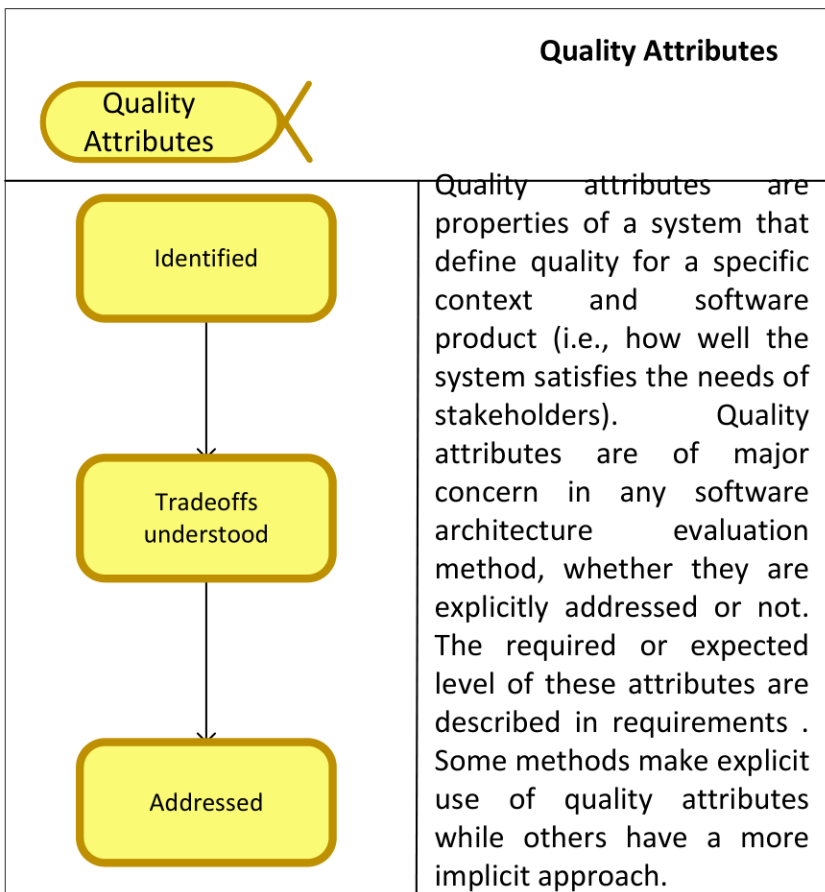 Quality Attributes
Quality
Attributes
Identified
Tradeoffs
understood
Addressed
Quality attributes are
properties of a system that
define quality for a specific
context and software
product (i.e., how well the
system satisfies the needs of
stakeholders). Quality
attributes are of major
concern in any software
architecture evaluation
method, whether they are
explicitly addressed or not.
The required or expected
level of these attributes are
described in requirements .
Some methods make explicit
use of quality attributes
while others have a more
implicit approach.